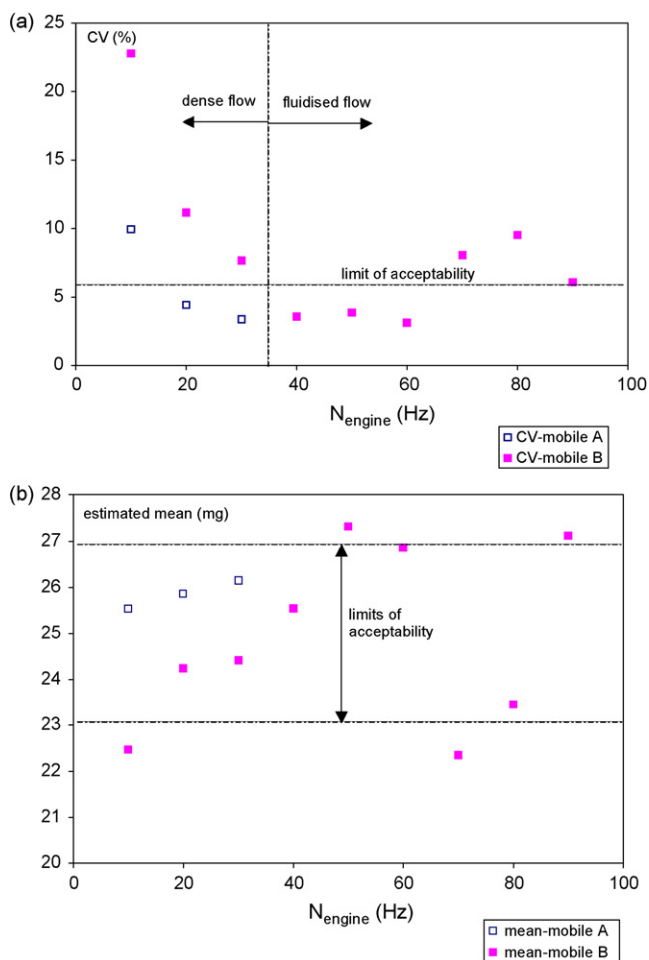 (a)
CV (%)
25
20
15
10
5
0
dense flow
fluidised flow
limit of acceptability
0 20 40 60 80 100
N_engine (Hz)
CV-mobile A
CV-mobile B
(b)
estimated mean (mg)
28
27
26
25
24
23
22
21
20
limits of
acceptability
0 20 40 60 80 100
N_engine (Hz)
mean-mobile A
mean-mobile B